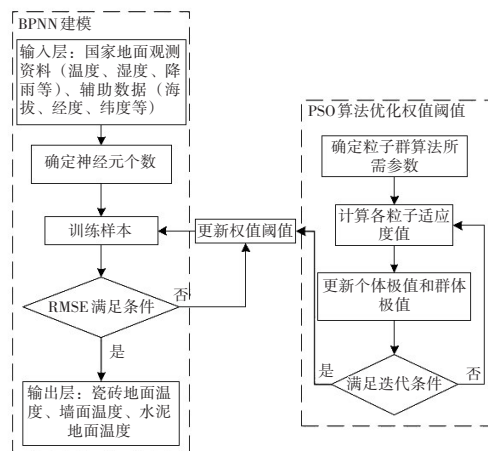 BPNN建模
输入层：国家地面观测
资料（温度、湿度、降
雨等）、辅助数据（海
拔、经度、纬度等）
确定神经元个数
训练样本
RMSE满足条件
否
是
输出层：瓷砖地面温
度、墙面温度、水泥
地面温度
更新权值阈值
PSO算法优化权值阈值
确定粒子群算法所
需参数
计算各粒子适应
度值
更新个体极值和群体
极值
满足迭代条件
是
否